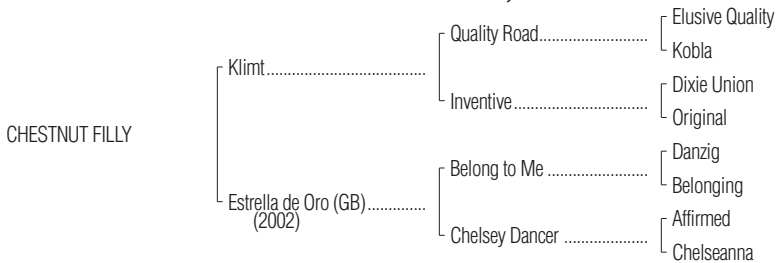 Elusive Quality
Quality Road
Kobla
Klimt
Dixie Union
Inventive
Original
CHESTNUT FILLY
Danzig
Belong to Me
Belonging
Estrella de Oro (GB)
(2002)
Affirmed
Chelsey Dancer
Chelseanna